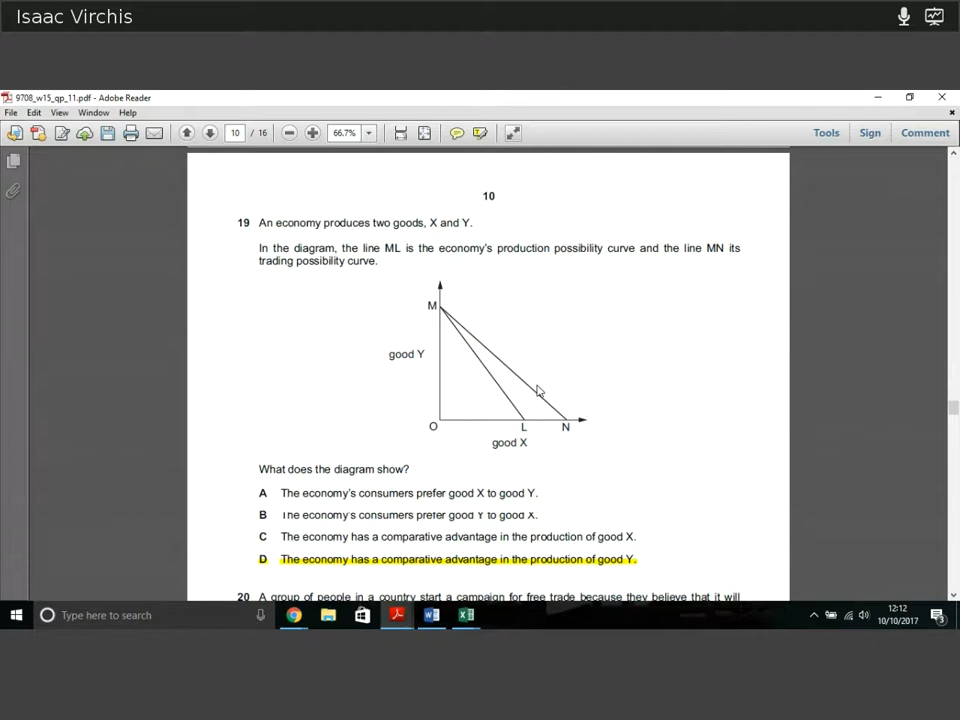 Isaac Virchis
9708_w15_qp_11.pdf - Adobe Reader
File Edit View Window Help
10 / 16 66.7% Tools Sign Comment
10
19 An economy produces two goods, X and Y.
In the diagram, the line ML is the economy's production possibility curve and the line MN its
trading possibility curve.
M
good Y
O L N
good X
What does the diagram show?
A The economy's consumers prefer good X to good Y.
B The economy's consumers prefer good Y to good X.
C The economy has a comparative advantage in the production of good X.
D The economy has a comparative advantage in the production of good Y.
20 A group of people in a country start a campaign for free trade because they believe that it will
Type here to search
12:12
10/10/2017
3